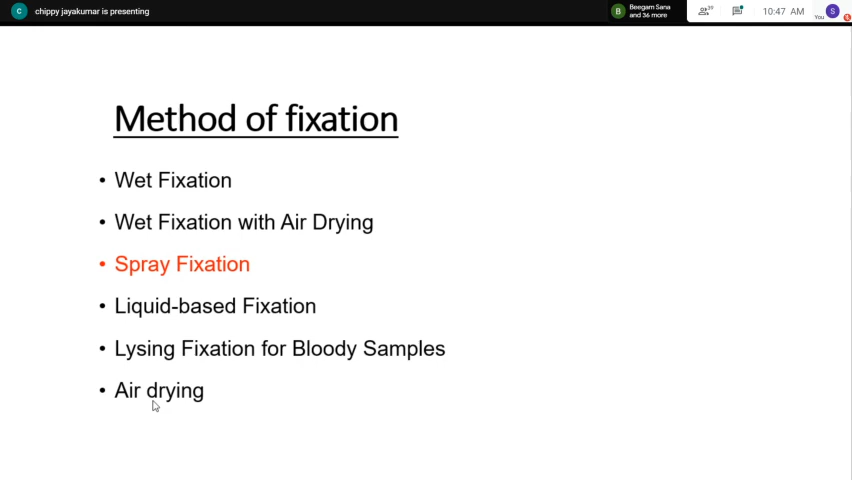 C chippy jayakumar is presenting
B Beegam Sana
and 36 more
39
10:47 AM
You
S
Method of fixation
• Wet Fixation
• Wet Fixation with Air Drying
• Spray Fixation
• Liquid-based Fixation
• Lysing Fixation for Bloody Samples
• Air drying